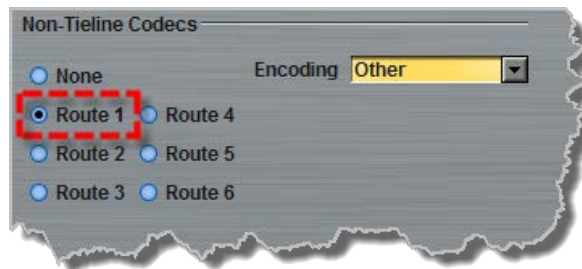 Non-Tieline Codecs
None Encoding Other
Route 1 Route 4
Route 2 Route 5
Route 3 Route 6